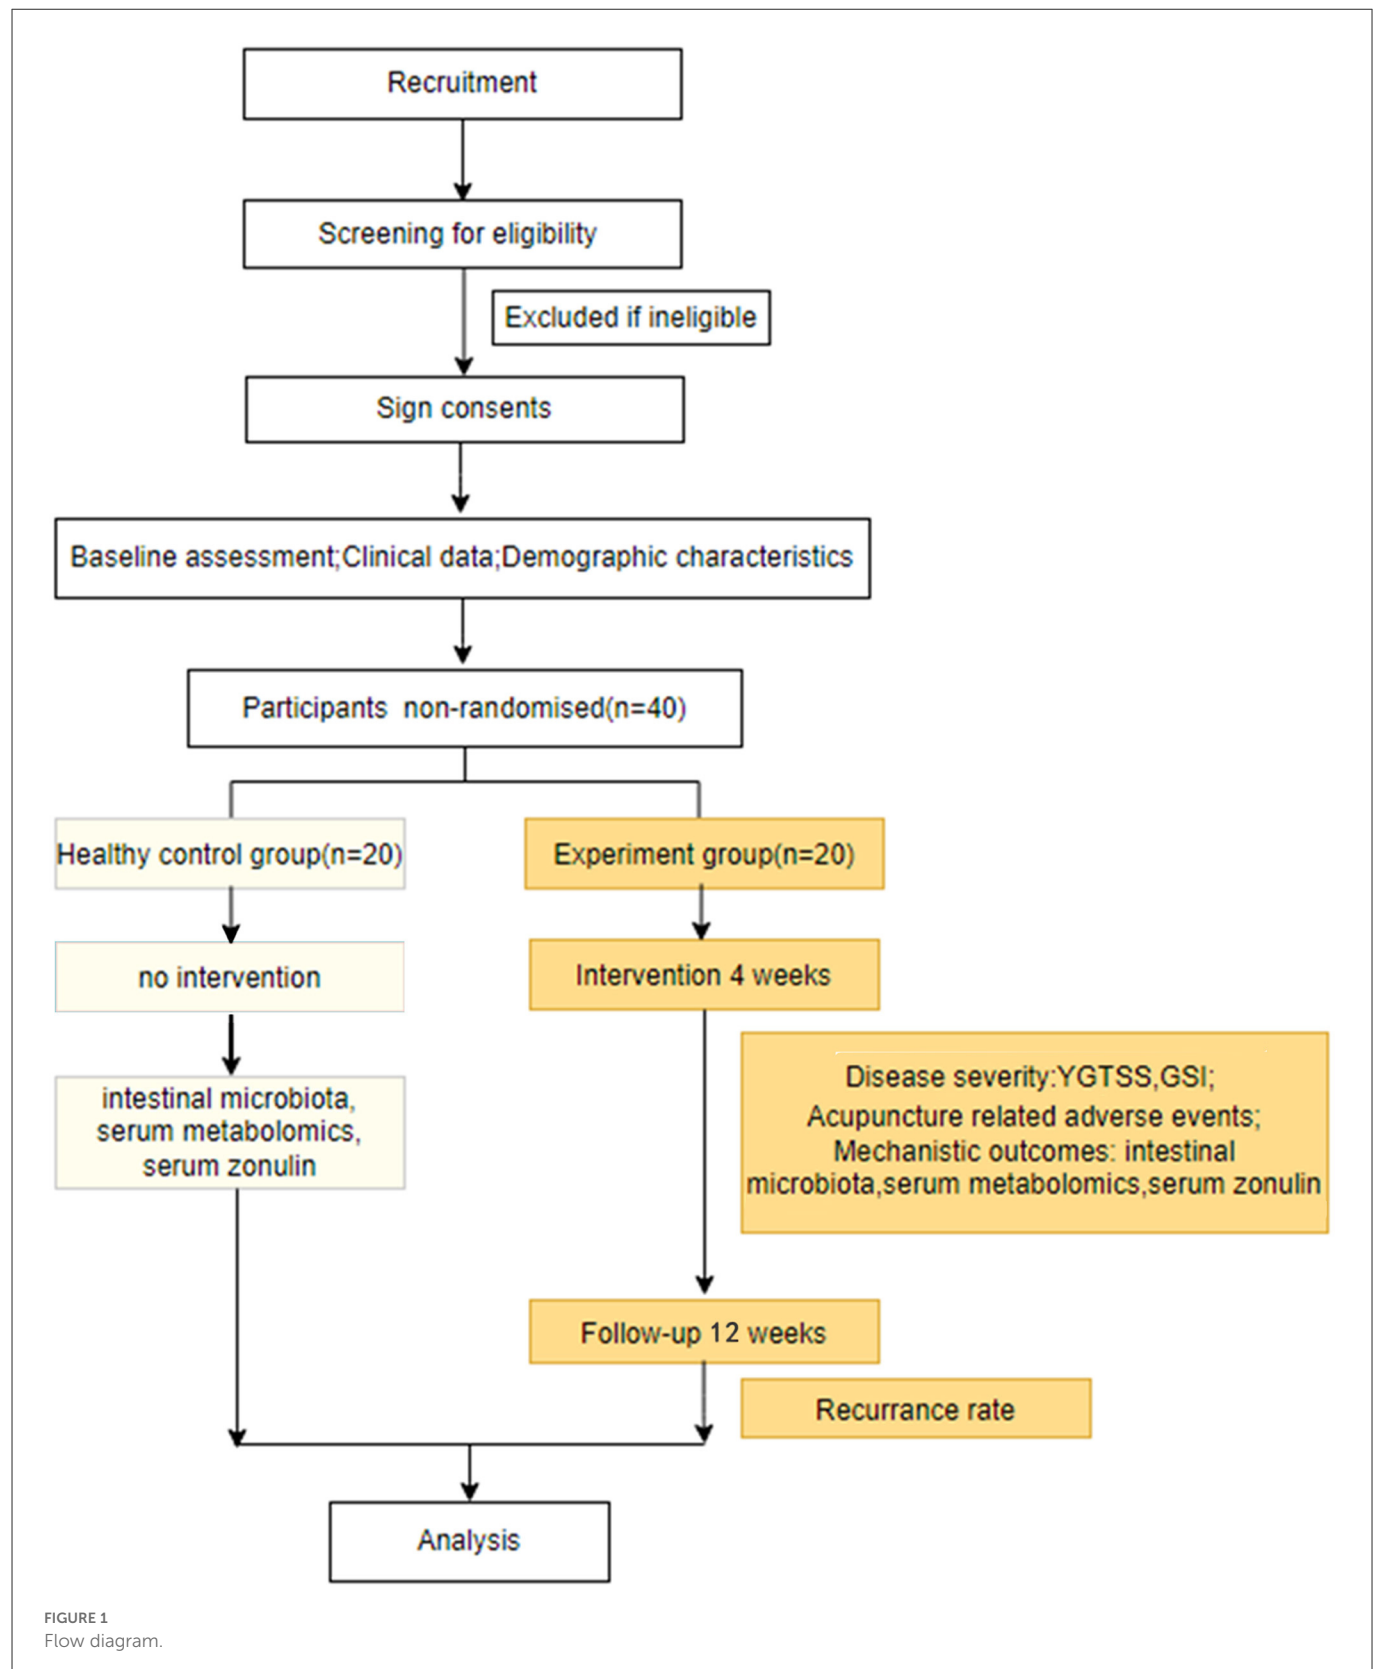 Recruitment
Screening for eligibility
Excluded if ineligible
Sign consents
Baseline assessment;Clinical data;Demographic characteristics
Participants non-randomised(n=40)
Healthy control group(n=20)
Experiment group(n=20)
no intervention
Intervention 4 weeks
intestinal microbiota,
serum metabolomics,
serum zonulin
Disease severity:YGTSS,GSI;
Acupuncture related adverse events;
Mechanistic outcomes: intestinal
microbiota,serum metabolomics,serum zonulin
Follow-up 12 weeks
Recurrance rate
Analysis
FIGURE 1
Flow diagram.